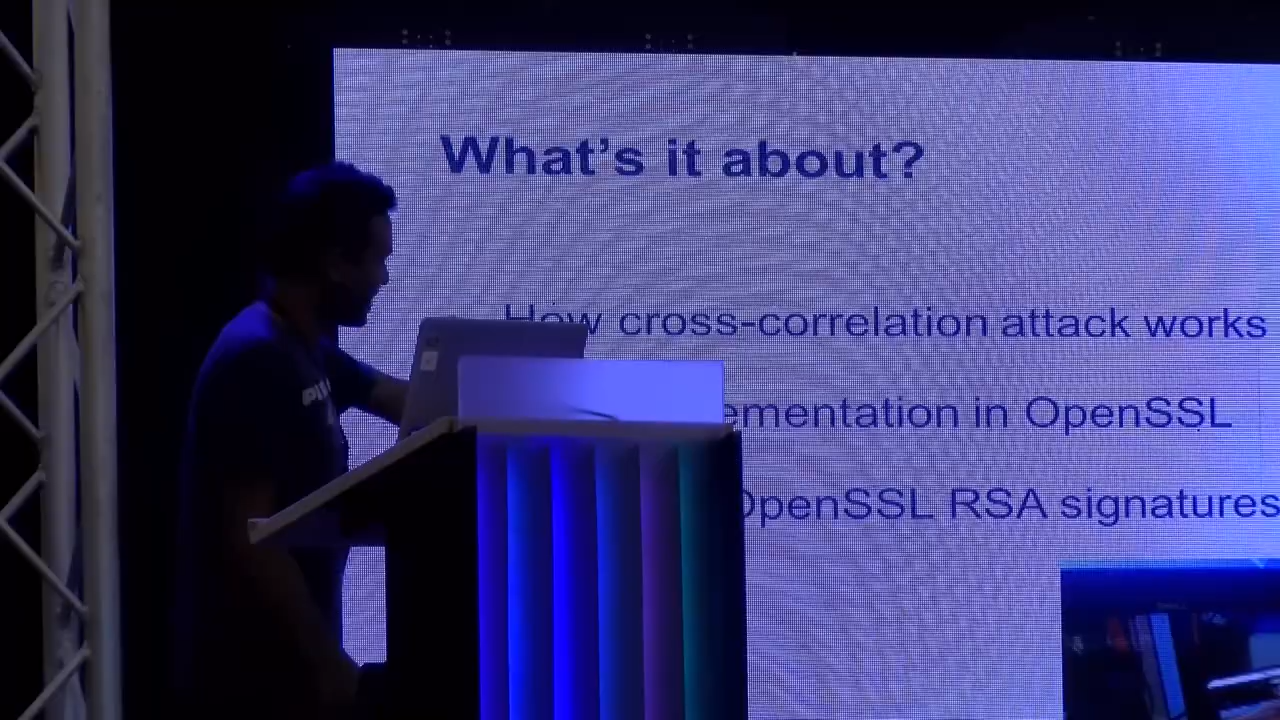 What's it about?
How cross-correlation attack works
ementation in OpenSSL
OpenSSL RSA signatures